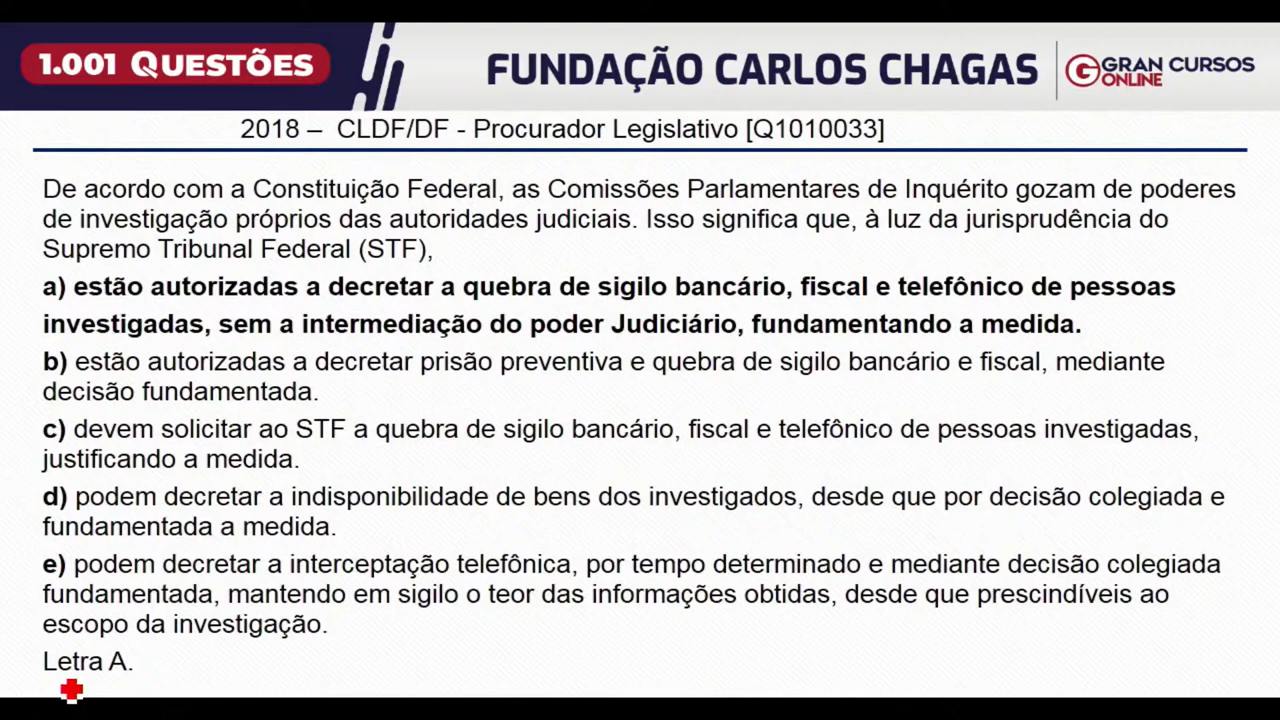 1.001 QUESTÕES
FUNDAÇÃO CARLOS CHAGAS
GRAN CURSOS
ONLINE
2018 – CLDF/DF - Procurador Legislativo [Q1010033]
De acordo com a Constituição Federal, as Comissões Parlamentares de Inquérito gozam de poderes
de investigação próprios das autoridades judiciais. Isso significa que, à luz da jurisprudência do
Supremo Tribunal Federal (STF),
a) estão autorizadas a decretar a quebra de sigilo bancário, fiscal e telefônico de pessoas
investigadas, sem a intermediação do poder Judiciário, fundamentando a medida.
b) estão autorizadas a decretar prisão preventiva e quebra de sigilo bancário e fiscal, mediante
decisão fundamentada.
c) devem solicitar ao STF a quebra de sigilo bancário, fiscal e telefônico de pessoas investigadas,
justificando a medida.
d) podem decretar a indisponibilidade de bens dos investigados, desde que por decisão colegiada e
fundamentada a medida.
e) podem decretar a interceptação telefônica, por tempo determinado e mediante decisão colegiada
fundamentada, mantendo em sigilo o teor das informações obtidas, desde que prescindíveis ao
escopo da investigação.
Letra A.